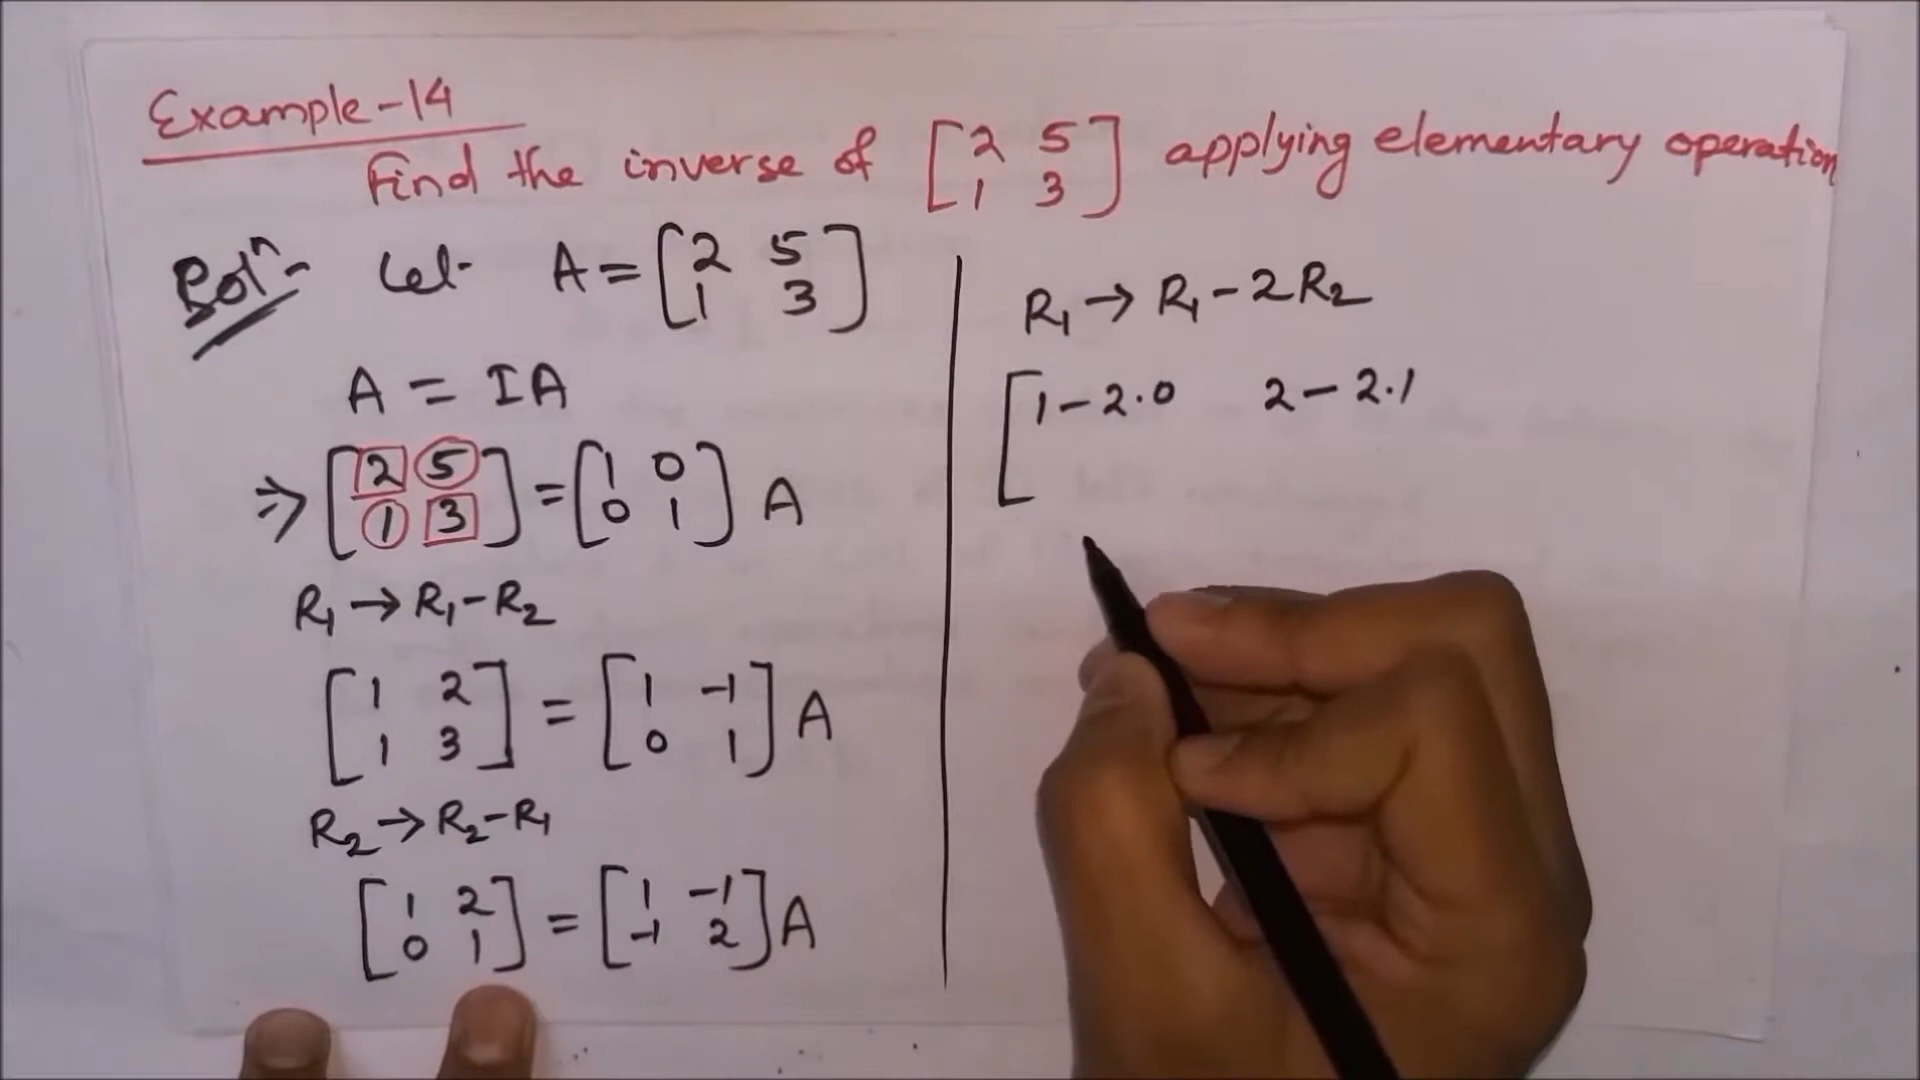 Example-14
Find the inverse of [2 5
1 3] applying elementary operation
Solⁿ- Let A = [2 5
1 3]
A = IA
⇒ [2 5
1 3] = [1 0
0 1] A
R₁ → R₁ - R₂
[1 2
1 3] = [1 -1
0 1] A
R₂ → R₂ - R₁
[1 2
0 1] = [1 -1
-1 2] A
R₁ → R₁ - 2R₂
[1 - 2.0 2 - 2.1